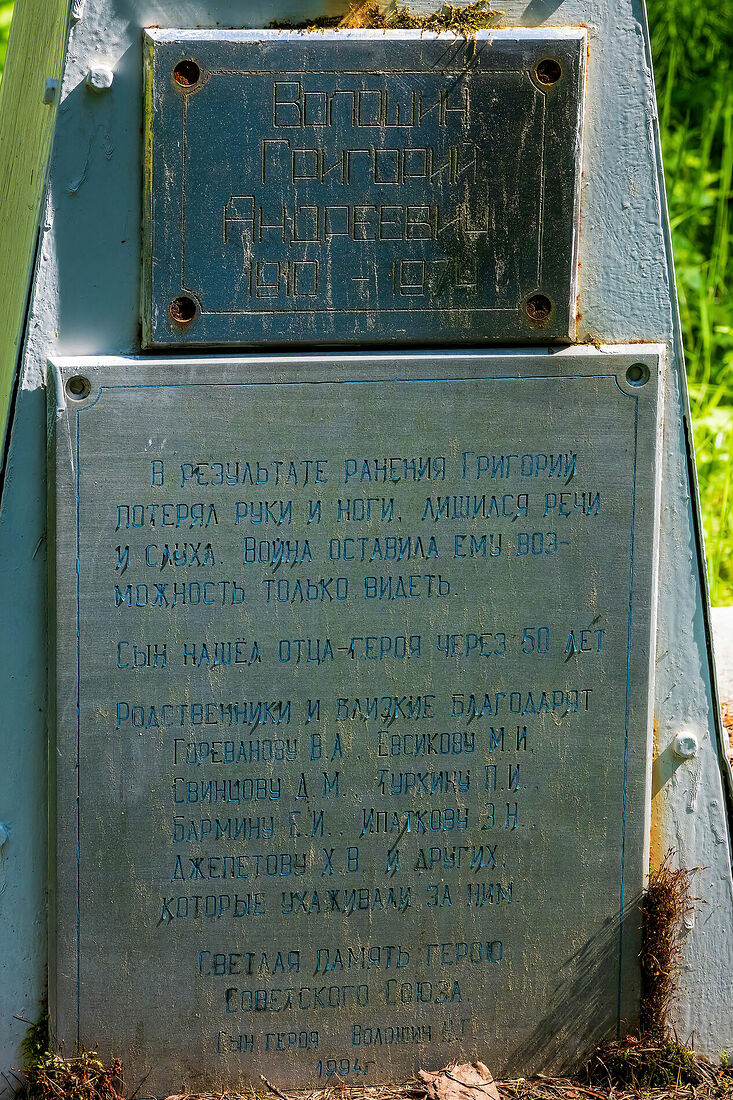 Волошин
Григорий
Андреевич
1910 - 1974
В результате ранения Григорий
потерял руки и ноги, лишился речи
и слуха. Война оставила ему воз-
можность только видеть.
Сын нашёл отца-героя через 50 лет
Родственники и близкие благодарят
Гореванову В.А., Евсикову М.И.
Свинцову Д.М., Туркину П.И.,
Бармину Е.И., Ипаткову З.Н.,
Джепетову Х.В. и других,
которые ухаживали за ним.
Светлая память герою
Советского Союза.
Сын героя Волошин
1994г.